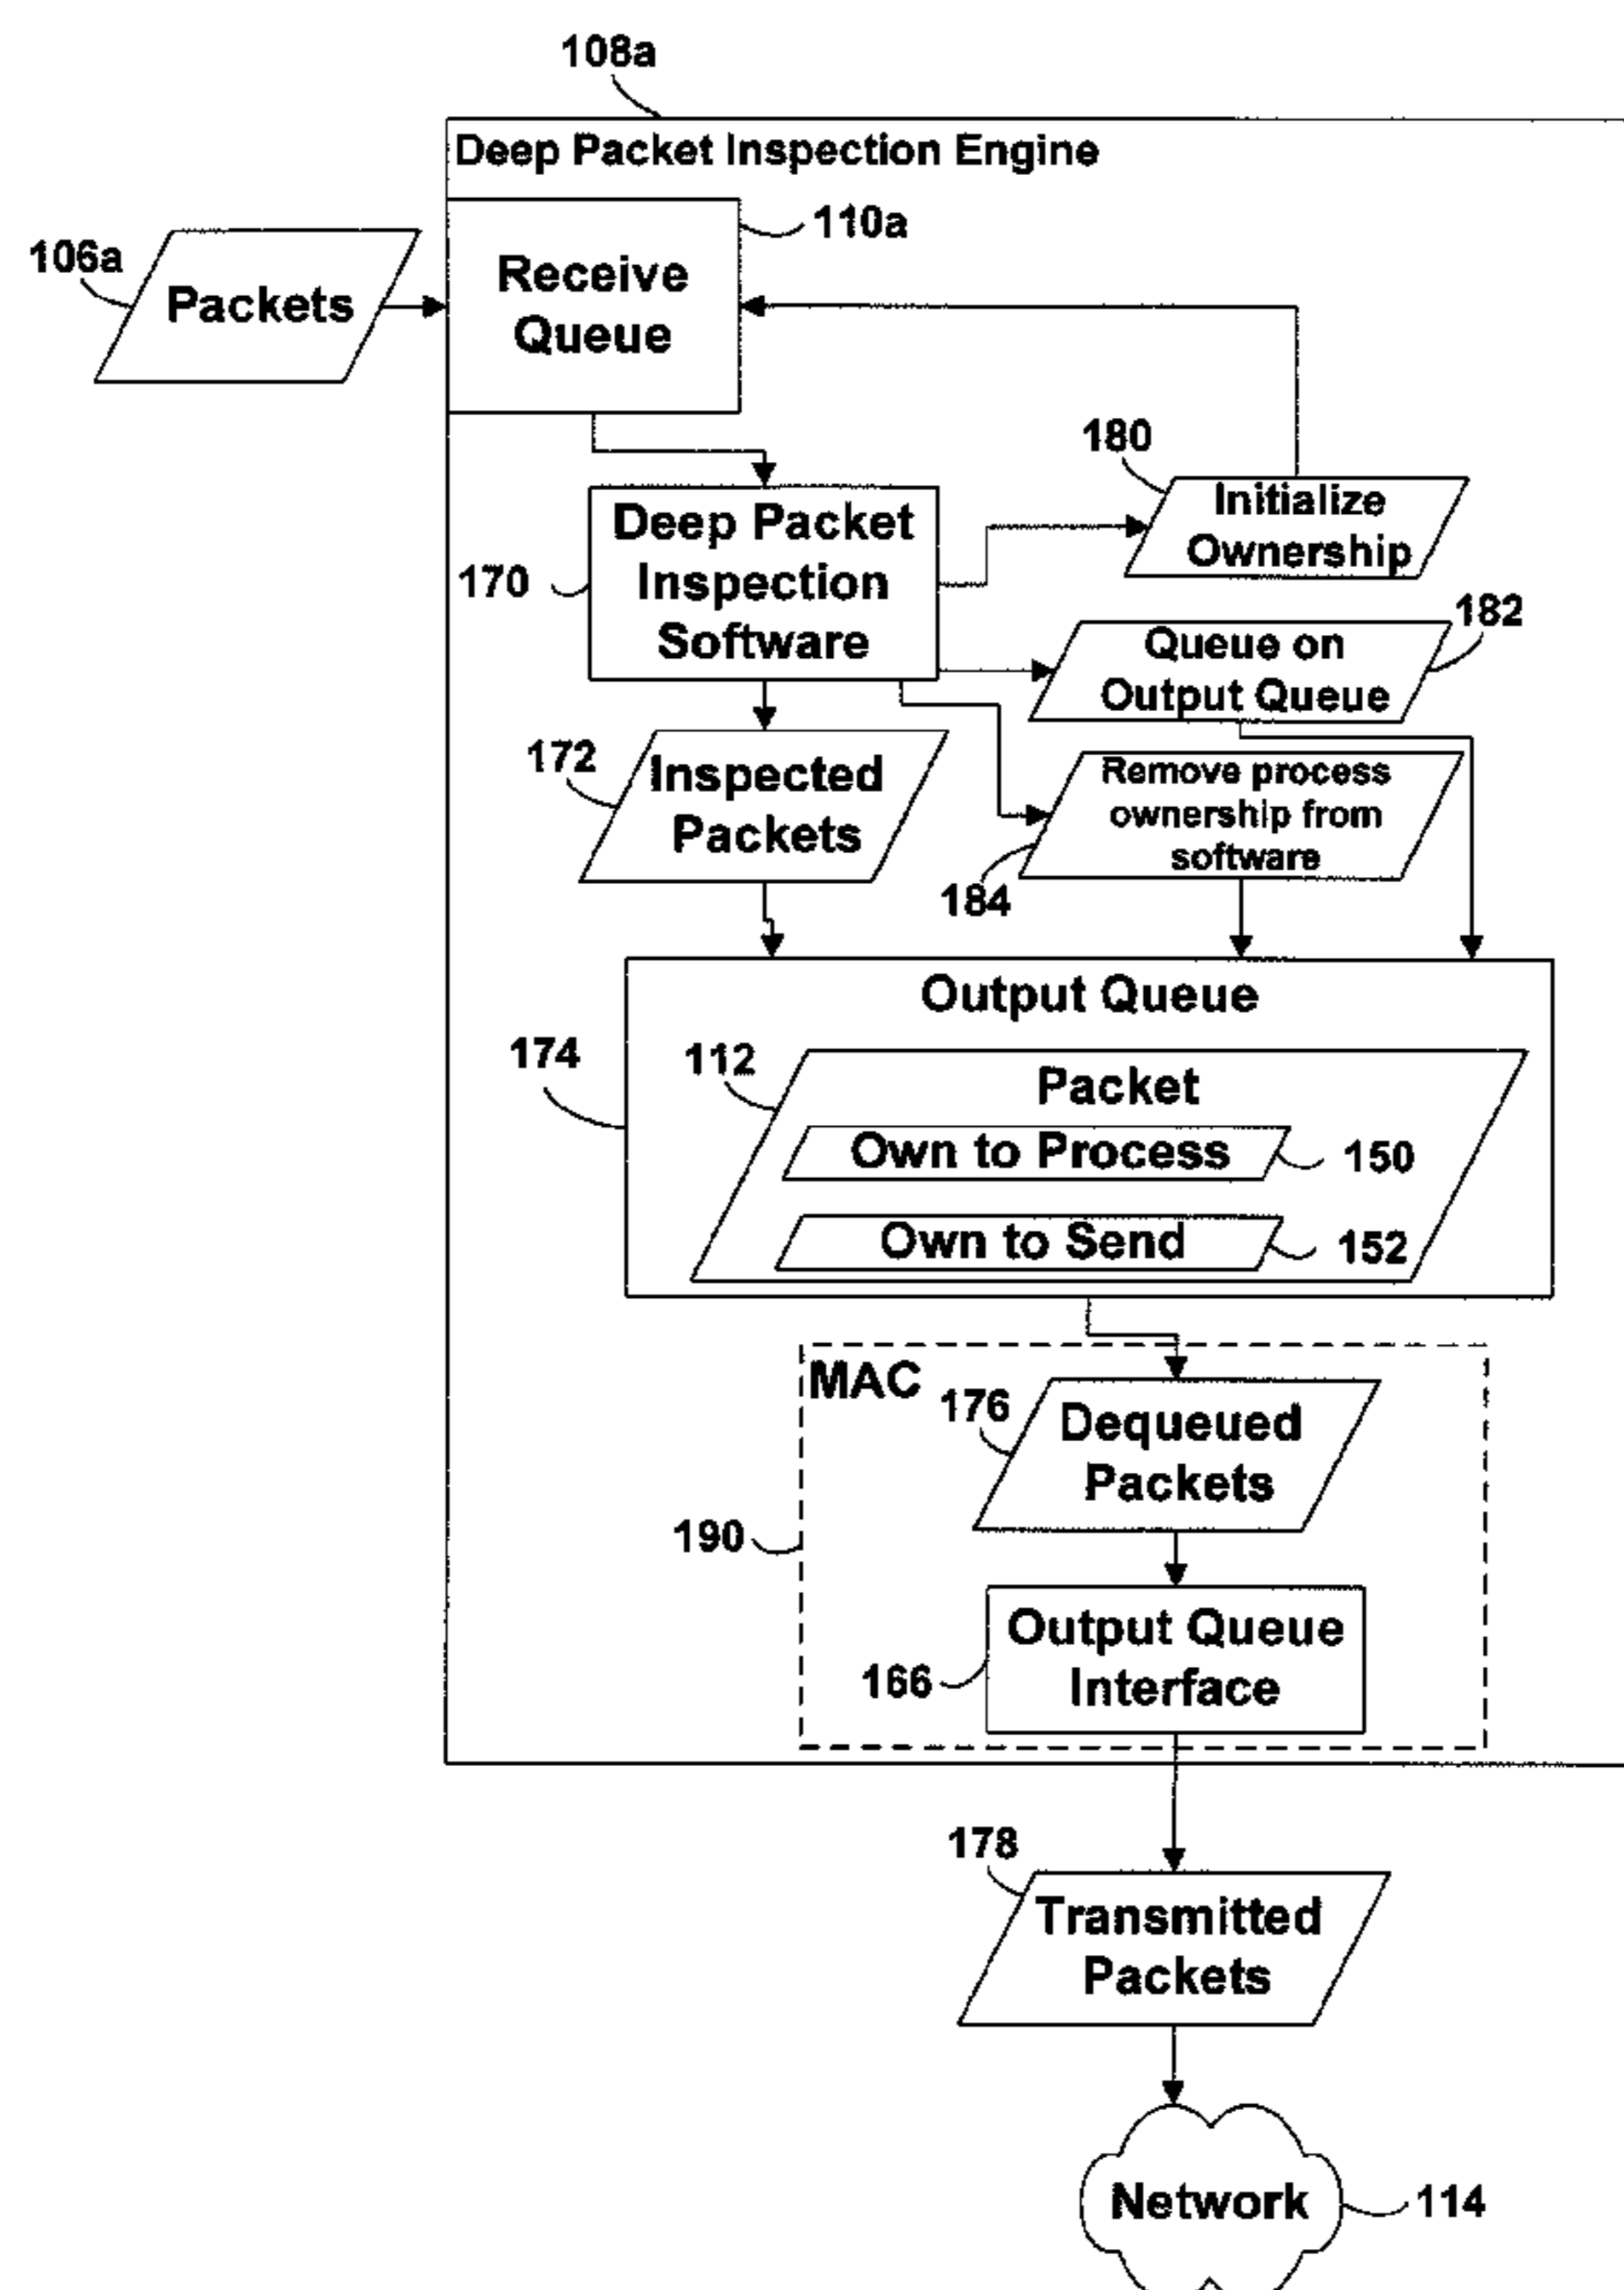 108a
Deep Packet Inspection Engine
110a
106a
Packets
Receive
Queue
180
Initialize
Ownership
Deep Packet
Inspection
Software
170
182
Queue on
Output Queue
172
Inspected
Packets
Remove process
ownership from
software
184
Output Queue
174
112
Packet
Own to Process
150
Own to Send
152
MAC
176
Dequeued
Packets
190
Output Queue
Interface
166
178
Transmitted
Packets
Network
114